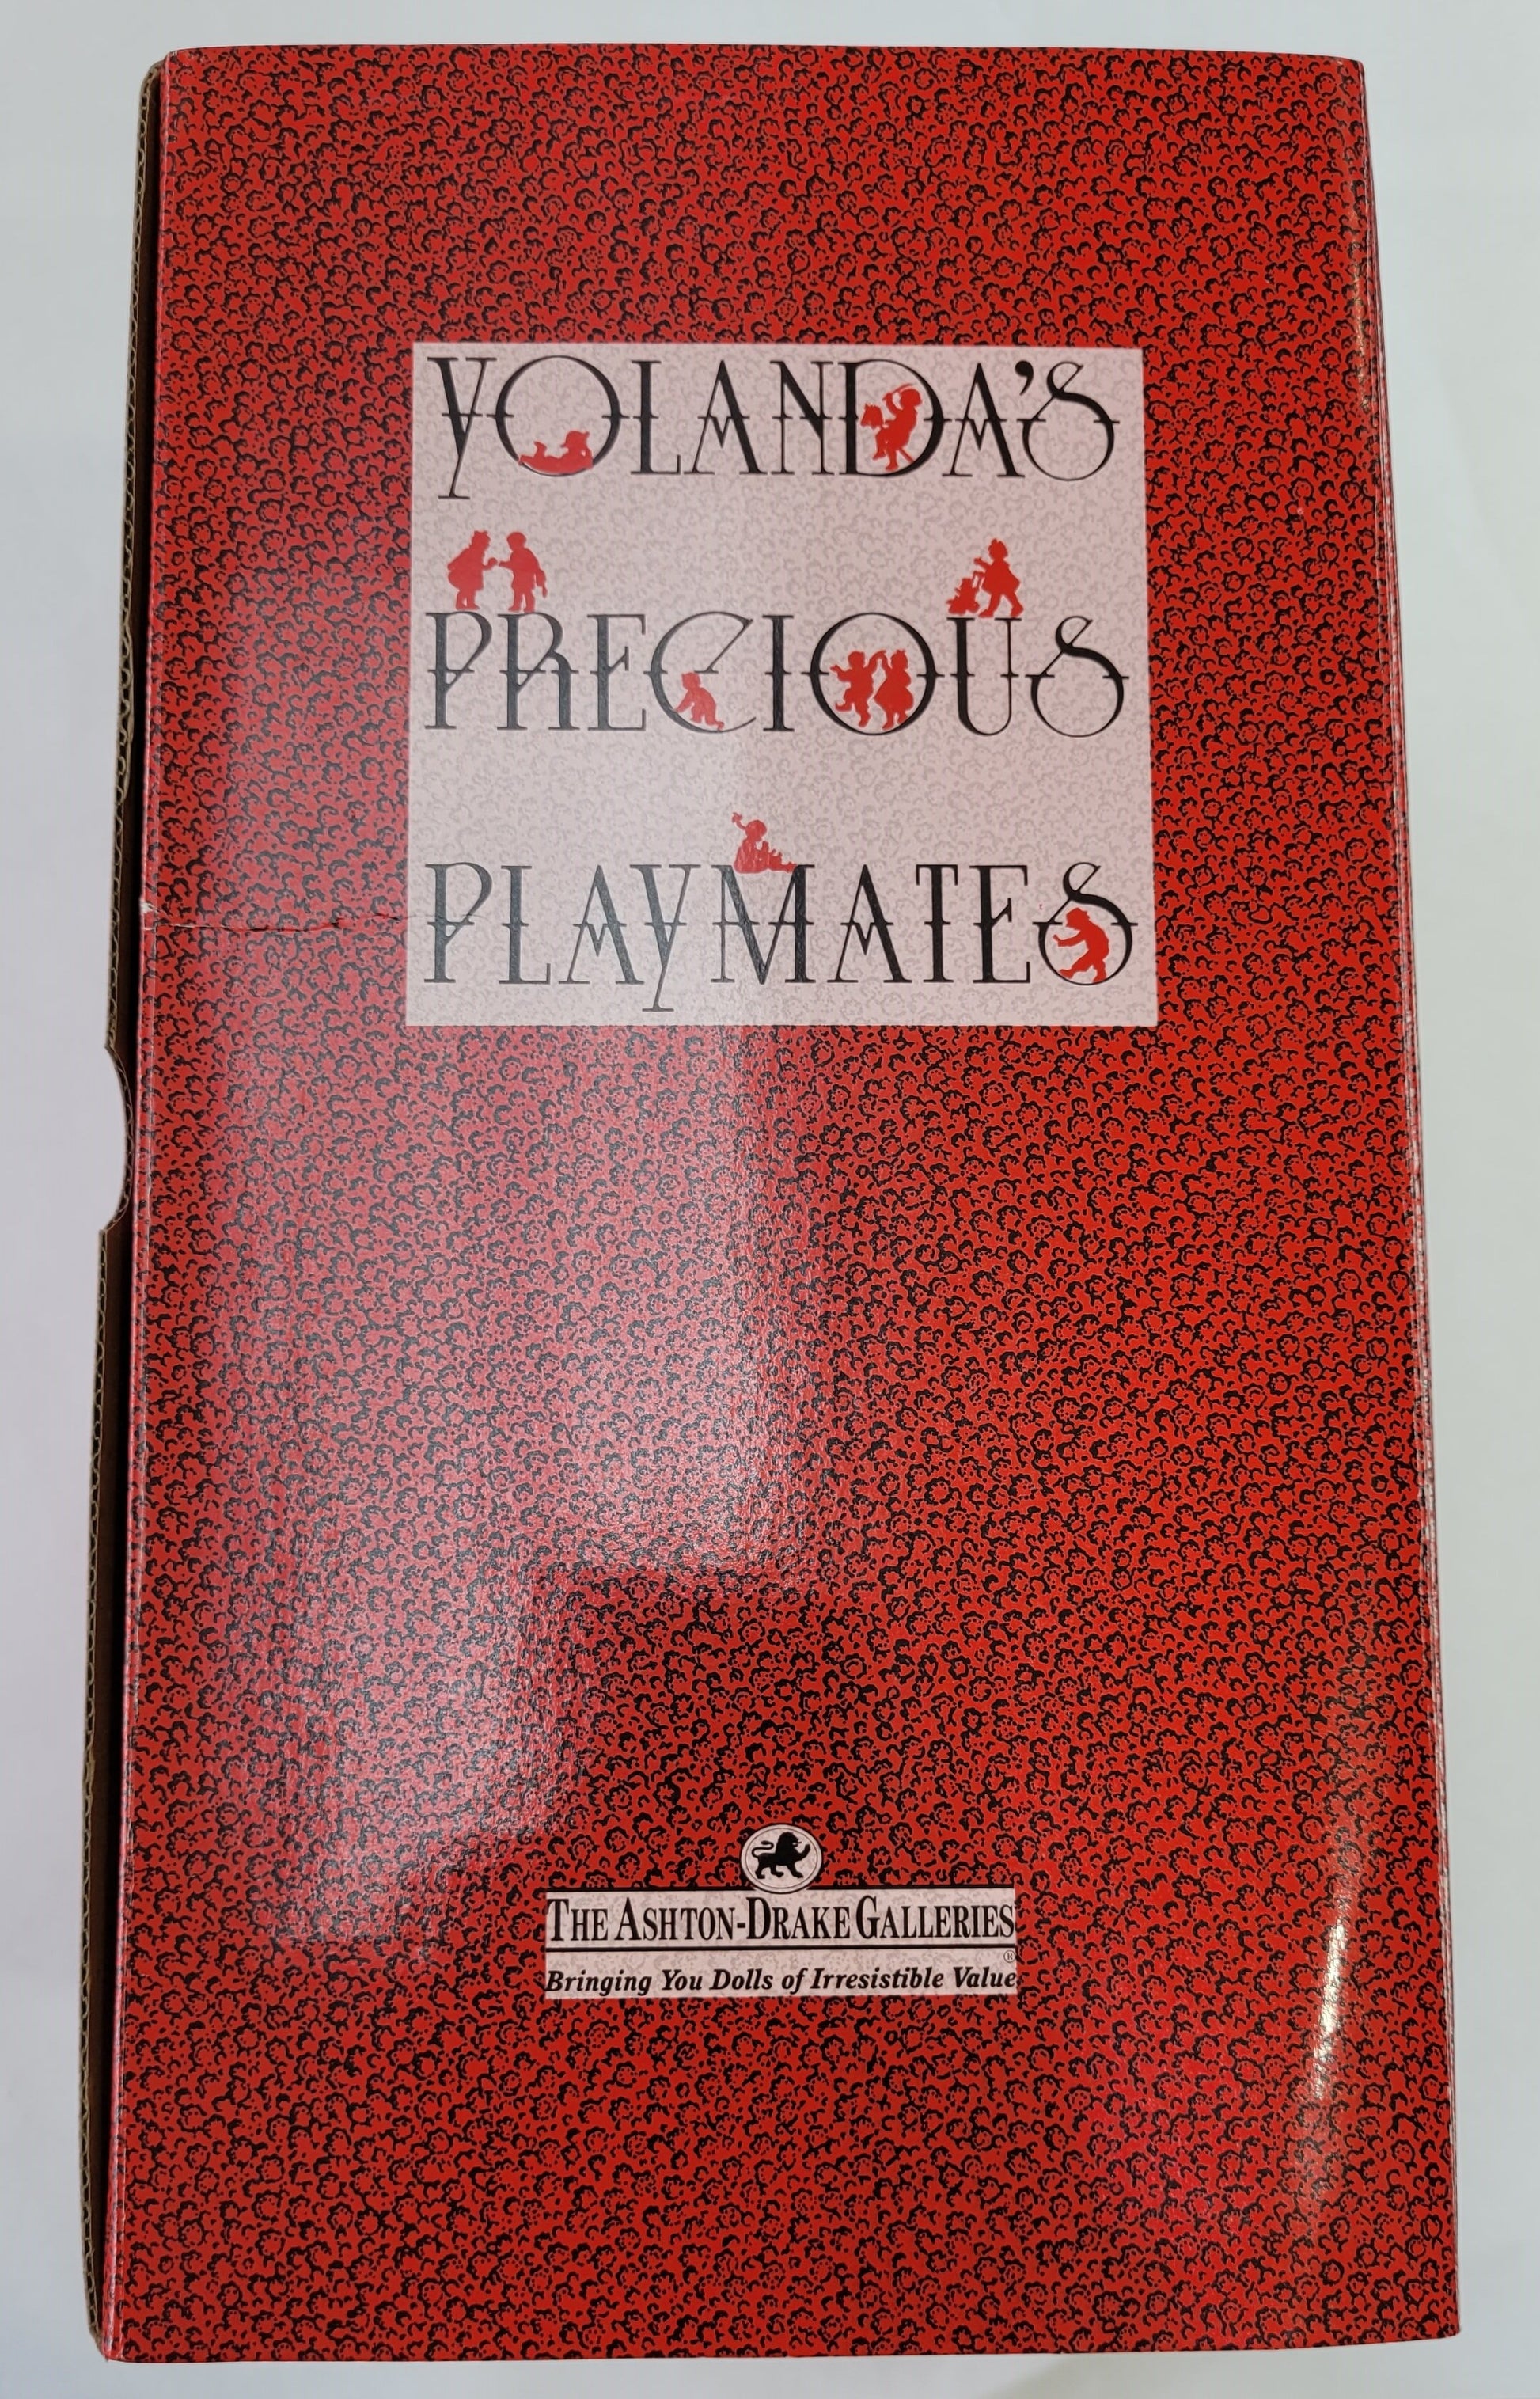 YOLANDA'S
PRECIOUS
PLAYMATES
THE ASHTON-DRAKE GALLERIES
®
Bringing You Dolls of Irresistible Value